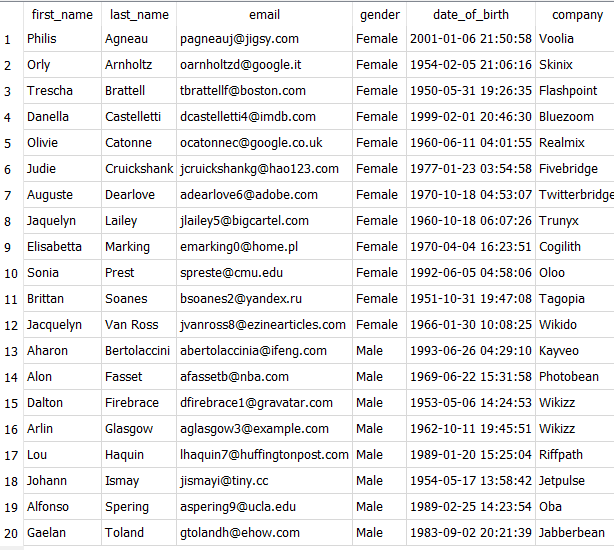 first_name last_name email gender date_of_birth company
1 Philis Agneau pagneauj@jigsy.com Female 2001-01-06 21:50:58 Voolia
2 Orly Arnholtz oarnholtzd@google.it Female 1954-02-05 21:06:16 Skinix
3 Trescha Brattell tbrattellf@boston.com Female 1950-05-31 19:26:35 Flashpoint
4 Danella Castelletti dcastelletti4@imdb.com Female 1999-02-01 20:46:30 Bluezoom
5 Olivie Catonne ocatonnec@google.co.uk Female 1960-06-11 04:01:55 Realmix
6 Judie Cruickshank jcruickshankg@hao123.com Female 1977-01-23 03:54:58 Fivebridge
7 Auguste Dearlove adearlove6@adobe.com Female 1970-10-18 04:53:07 Twitterbridge
8 Jaquelyn Lailey jlailey5@bigcartel.com Female 1960-10-18 06:07:26 Trunyx
9 Elisabetta Marking emarking0@home.pl Female 1970-04-04 16:23:51 Cogilith
10 Sonia Prest spreste@cmu.edu Female 1992-06-05 04:58:06 Oloo
11 Brittan Soanes bsoanes2@yandex.ru Female 1951-10-31 19:47:08 Tagopia
12 Jacquelyn Van Ross jvanross8@ezinearticles.com Female 1966-01-30 10:08:25 Wikido
13 Aharon Bertolaccini abertolaccinia@ifeng.com Male 1993-06-26 04:29:10 Kayveo
14 Alon Fasset afassetb@nba.com Male 1969-06-22 15:31:58 Photobean
15 Dalton Firebrace dfirebrace1@gravatar.com Male 1953-05-06 14:24:53 Wikizz
16 Arlin Glasgow aglasgow3@example.com Male 1962-10-11 19:45:51 Wikizz
17 Lou Haquin lhaquin7@huffingtonpost.com Male 1989-01-20 15:25:04 Riffpath
18 Johann Ismay jismayi@tiny.cc Male 1954-05-17 13:58:42 Jetpulse
19 Alfonso Spering aspering9@ucla.edu Male 1989-02-25 14:23:54 Oba
20 Gaelan Toland gtolandh@ehow.com Male 1983-09-02 20:21:39 Jabberbean